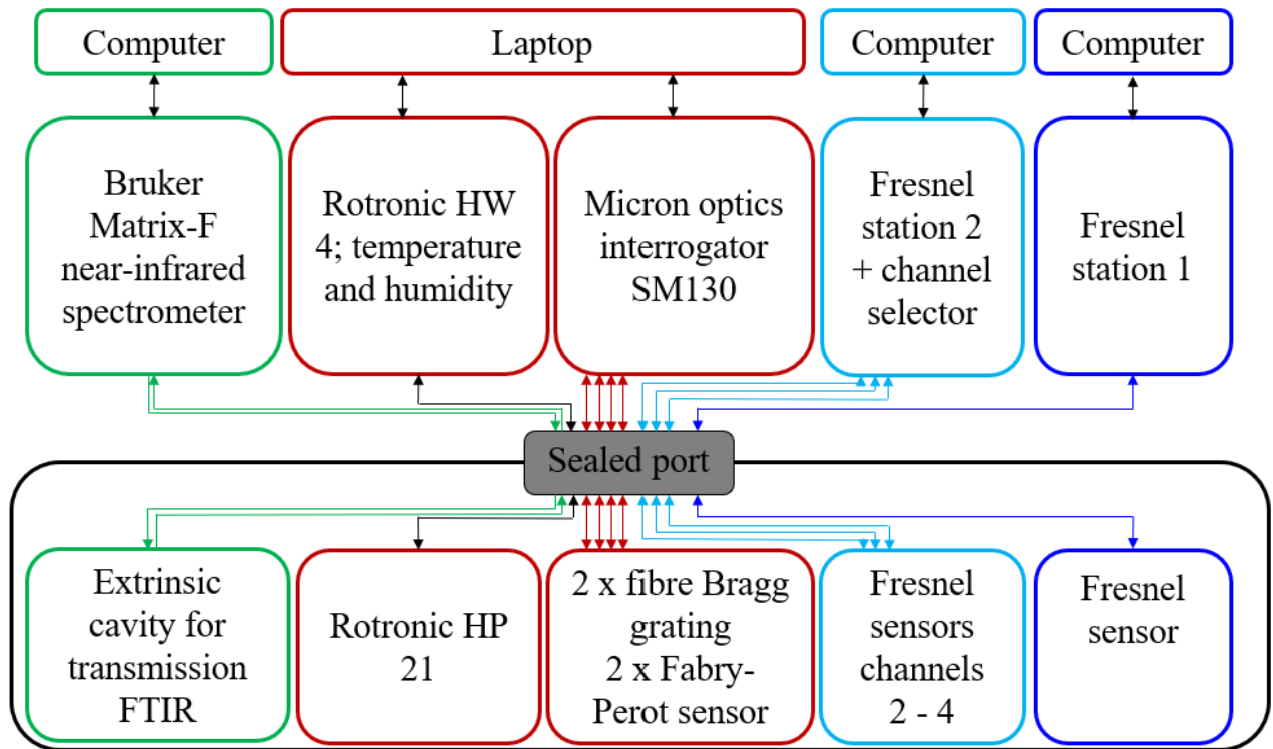 Computer
Laptop
Computer
Computer
Bruker
Matrix-F
near-infrared
spectrometer
Rotronic HW
4; temperature
and humidity
Micron optics
interrogator
SM130
Fresnel
station 2
+ channel
selector
Fresnel
station 1
Sealed port
Extrinsic
cavity for
transmission
FTIR
Rotronic HP
21
2 x fibre Bragg
grating
2 x Fabry-
Perot sensor
Fresnel
sensors
channels
2 - 4
Fresnel
sensor